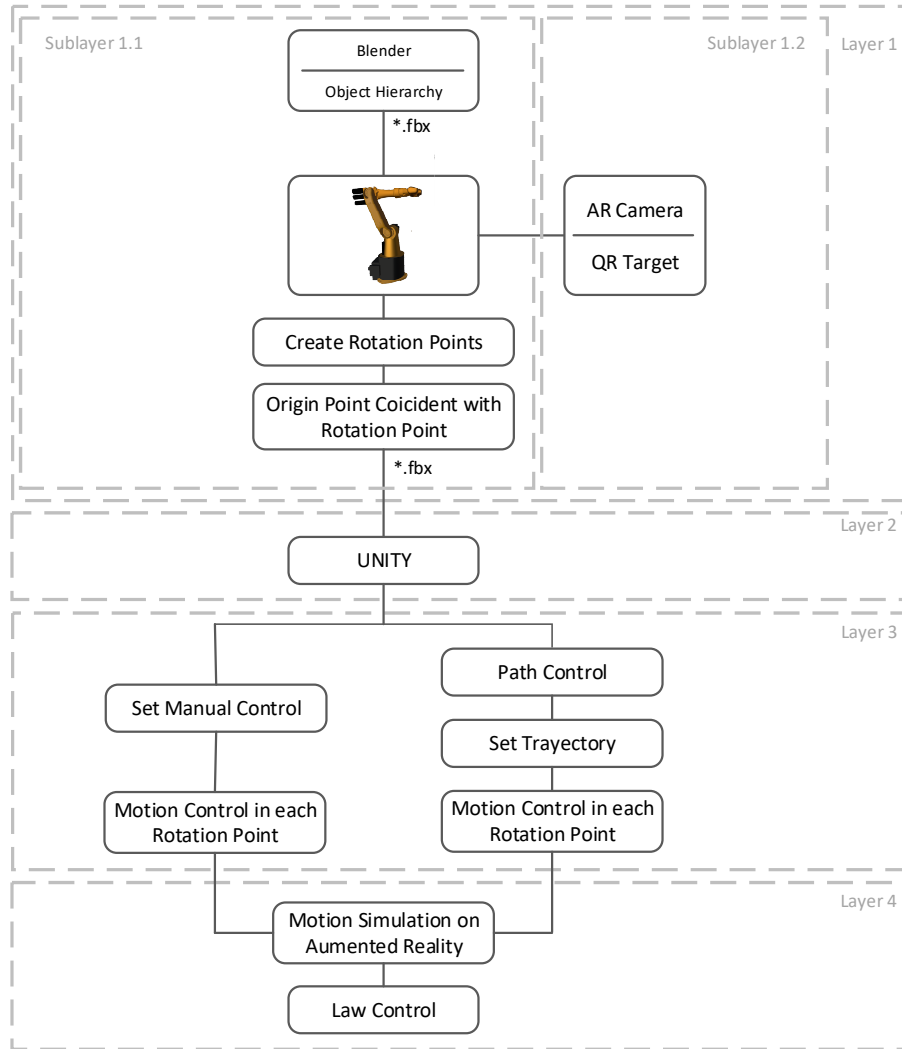 Sublayer 1.1
Sublayer 1.2
Layer 1
Blender
Object Hierarchy
*.fbx
AR Camera
QR Target
Create Rotation Points
Origin Point Coicident with
Rotation Point
*.fbx
Layer 2
UNITY
Layer 3
Path Control
Set Manual Control
Set Trayectory
Motion Control in each
Rotation Point
Motion Control in each
Rotation Point
Layer 4
Motion Simulation on
Aumented Reality
Law Control